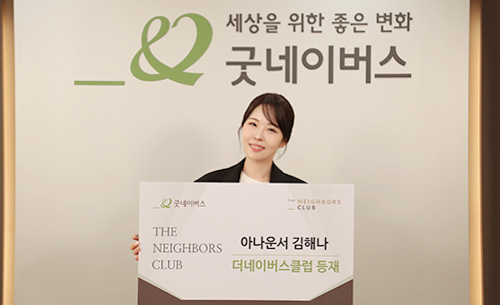 세상을 위한 좋은 변화
_&
굿네이버스
_& 굿네이버스
THE
NEIGHBORS
CLUB
THE
NEIGHBORS
CLUB
아나운서 김해나
더네이버스클럽 등재